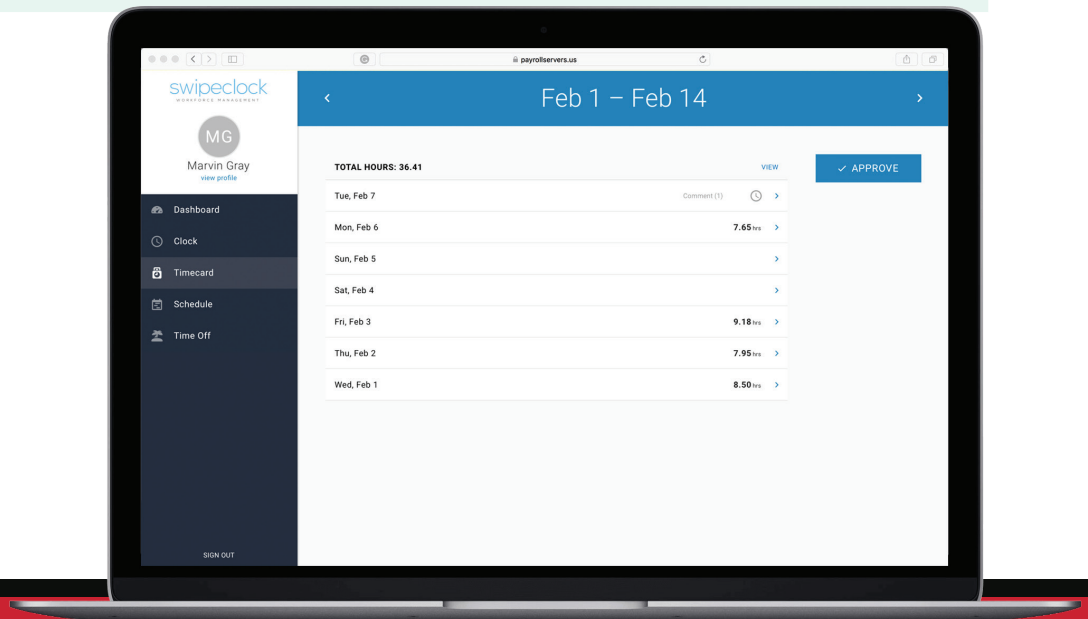 payrollservers.us
swipeclock
WORKFORCE MANAGEMENT
MG
Marvin Gray
view profile
Dashboard
Clock
Timecard
Schedule
Time Off
SIGN OUT
Feb 1 – Feb 14
TOTAL HOURS: 36.41 VIEW
APPROVE
Tue, Feb 7 Comment (1)
Mon, Feb 6 7.65 hrs
Sun, Feb 5
Sat, Feb 4
Fri, Feb 3 9.18 hrs
Thu, Feb 2 7.95 hrs
Wed, Feb 1 8.50 hrs